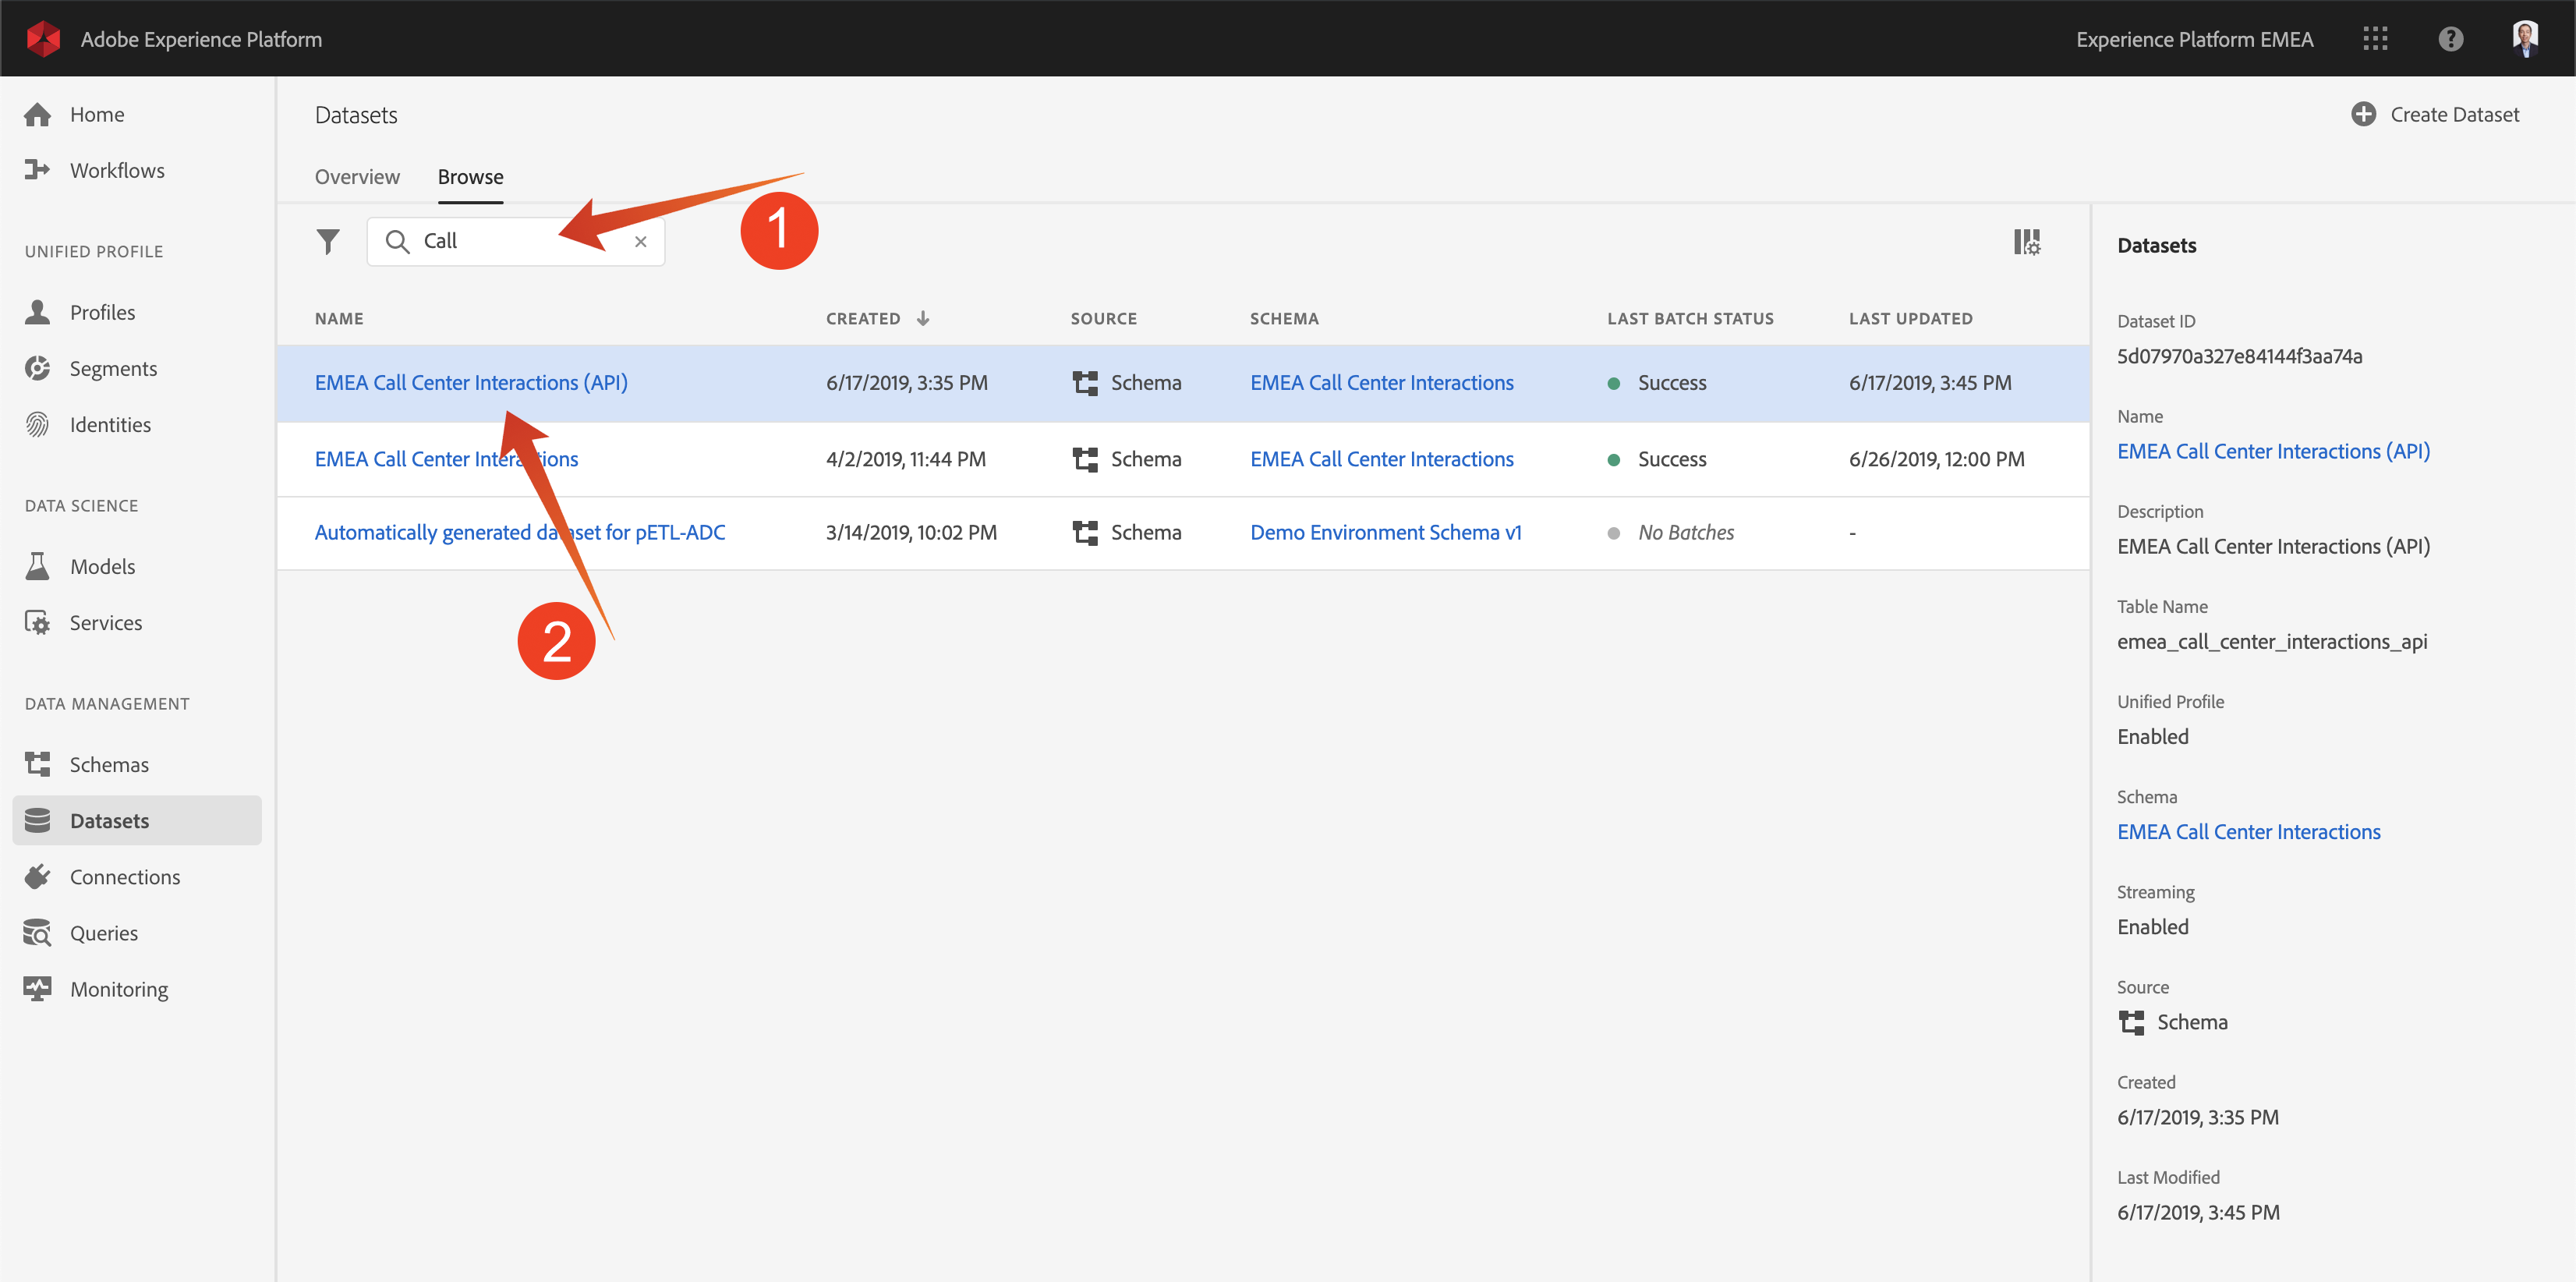 Adobe Experience Platform
Experience Platform EMEA
Home
Workflows
UNIFIED PROFILE
Profiles
Segments
Identities
DATA SCIENCE
Models
Services
DATA MANAGEMENT
Schemas
Datasets
Connections
Queries
Monitoring
Datasets
Create Dataset
Overview Browse
Call
1
NAME CREATED SOURCE SCHEMA LAST BATCH STATUS LAST UPDATED
EMEA Call Center Interactions (API) 6/17/2019, 3:35 PM Schema EMEA Call Center Interactions Success 6/17/2019, 3:45 PM
EMEA Call Center Interactions 4/2/2019, 11:44 PM Schema EMEA Call Center Interactions Success 6/26/2019, 12:00 PM
Automatically generated dataset for pETL-ADC 3/14/2019, 10:02 PM Schema Demo Environment Schema v1 No Batches -
2
Datasets
Dataset ID
5d07970a327e84144f3aa74a
Name
EMEA Call Center Interactions (API)
Description
EMEA Call Center Interactions (API)
Table Name
emea_call_center_interactions_api
Unified Profile
Enabled
Schema
EMEA Call Center Interactions
Streaming
Enabled
Source
Schema
Created
6/17/2019, 3:35 PM
Last Modified
6/17/2019, 3:45 PM